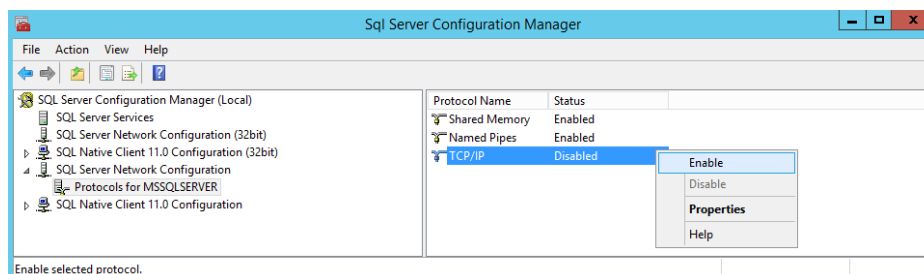 Sql Server Configuration Manager
File Action View Help
SQL Server Configuration Manager (Local)
SQL Server Services
SQL Server Network Configuration (32bit)
SQL Native Client 11.0 Configuration (32bit)
SQL Server Network Configuration
Protocols for MSSQLSERVER
SQL Native Client 11.0 Configuration
Protocol Name Status
Shared Memory Enabled
Named Pipes Enabled
TCP/IP Disabled
Enable
Disable
Properties
Help
Enable selected protocol.